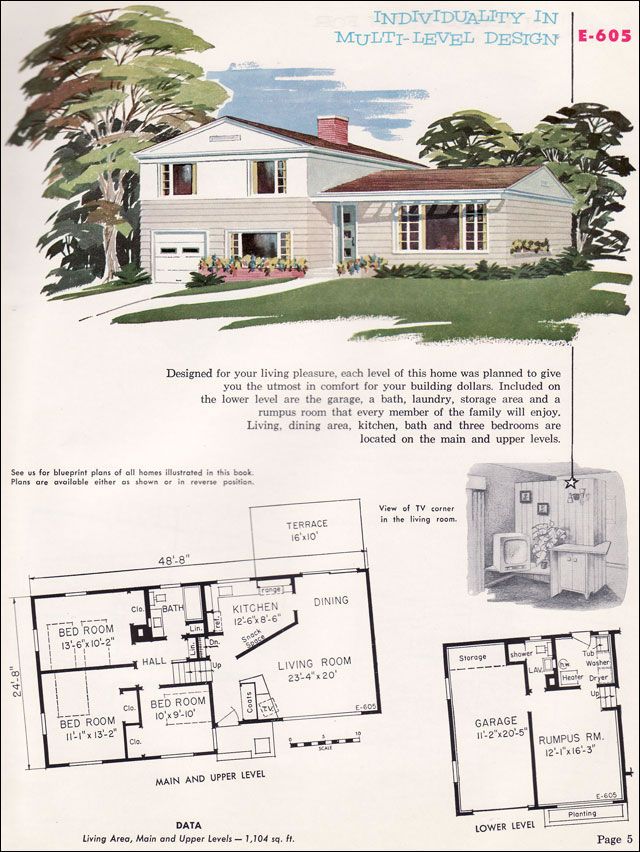 INDIVIDUALITY IN
MULTI-LEVEL DESIGN
E-605
Designed for your living pleasure, each level of this home was planned to give
you the utmost in comfort for your building dollars. Included on
the lower level are the garage, a bath, laundry, storage area and a
rumpus room that every member of the family will enjoy.
Living, dining area, kitchen, bath and three bedrooms are
located on the main and upper levels.
See us for blueprint plans of all homes illustrated in this book.
Plans are available either as shown or in reverse position.
View of TV corner
in the living room.
TERRACE
16'x10'
48'-8"
24'-8"
BED ROOM
13'-6"x10'-2"
Clo.
BATH
Lin.
ref.
range
KITCHEN
12'-6"x8'-6"
Snack
Space
DINING
HALL
Lin.
Dn.
Up
LIVING ROOM
23'-4"x20'
BED ROOM
11'-1"x13'-2"
Clo.
Clo.
BED ROOM
10'x9'-10"
Coats
TV
E-605
0 5 10
SCALE
MAIN AND UPPER LEVEL
Storage
shower
LAV.
Tub
Washer
Dryer
H.W.
Heater
Up
GARAGE
11'-2"x20'-5"
RUMPUS RM.
12'-1"x16'-3"
E-605
Planting
LOWER LEVEL
DATA
Living Area, Main and Upper Levels — 1,104 sq. ft.
Page 5